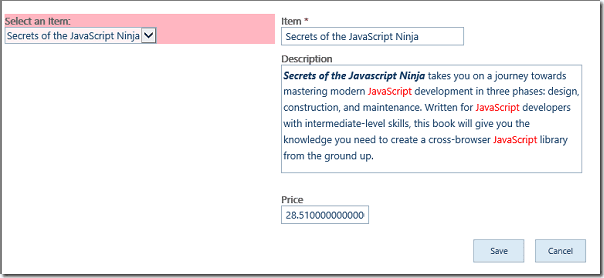 Select an Item:
Secrets of the JavaScript Ninja
Item *
Secrets of the JavaScript Ninja
Description
Secrets of the Javascript Ninja takes you on a journey towards
mastering modern JavaScript development in three phases: design,
construction, and maintenance. Written for JavaScript developers
with intermediate-level skills, this book will give you the
knowledge you need to create a cross-browser JavaScript library
from the ground up.
Price
28.510000000000
Save
Cancel